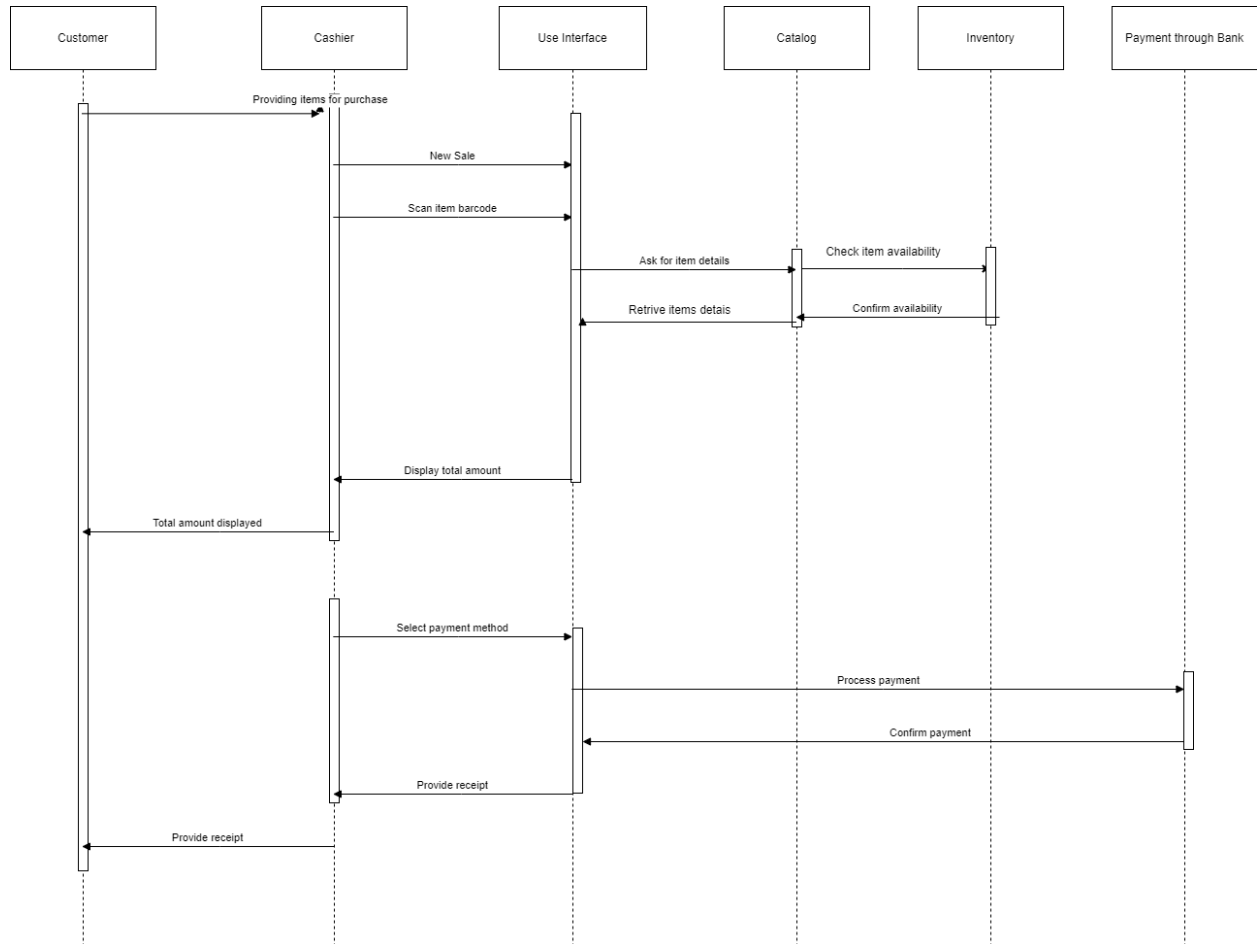 Customer
Cashier
Use Interface
Catalog
Inventory
Payment through Bank
Providing items for purchase
New Sale
Scan item barcode
Check item availability
Ask for item details
Confirm availability
Retrive items detais
Display total amount
Total amount displayed
Select payment method
Process payment
Confirm payment
Provide receipt
Provide receipt